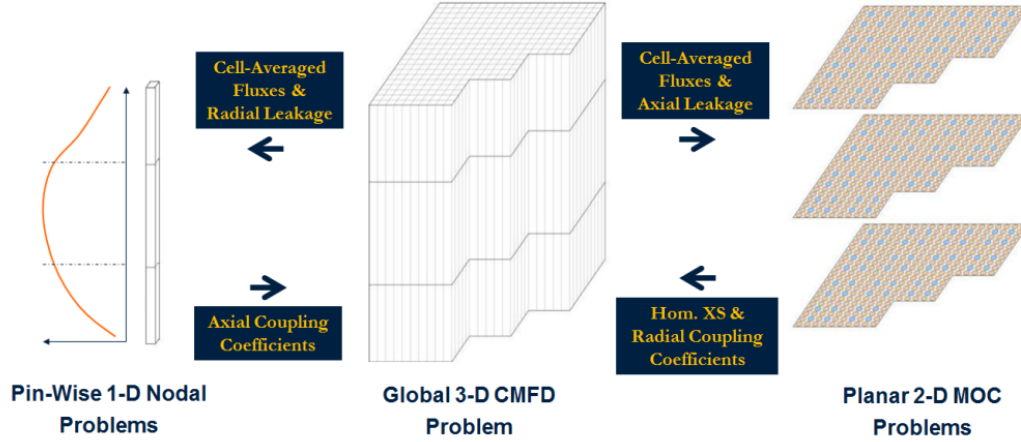 Cell-Averaged
Fluxes &
Radial Leakage
Cell-Averaged
Fluxes &
Axial Leakage
Axial Coupling
Coefficients
Hom. XS &
Radial Coupling
Coefficients
Pin-Wise 1-D Nodal
Problems
Global 3-D CMFD
Problem
Planar 2-D MOC
Problems